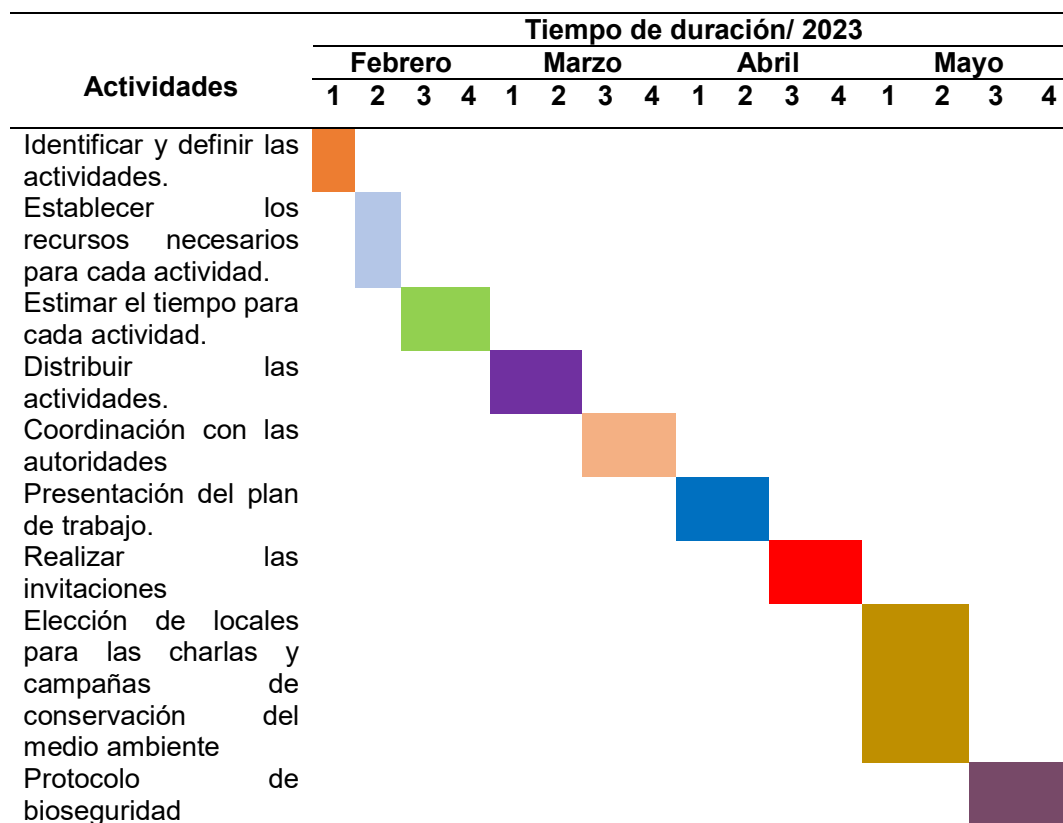 Tiempo de duración/ 2023
Actividades
Febrero Marzo Abril Mayo
1 2 3 4 1 2 3 4 1 2 3 4 1 2 3 4
Identificar y definir las
actividades.
Establecer los
recursos necesarios
para cada actividad.
Estimar el tiempo para
cada actividad.
Distribuir las
actividades.
Coordinación con las
autoridades
Presentación del plan
de trabajo.
Realizar las
invitaciones
Elección de locales
para las charlas y
campañas de
conservación del
medio ambiente
Protocolo de
bioseguridad